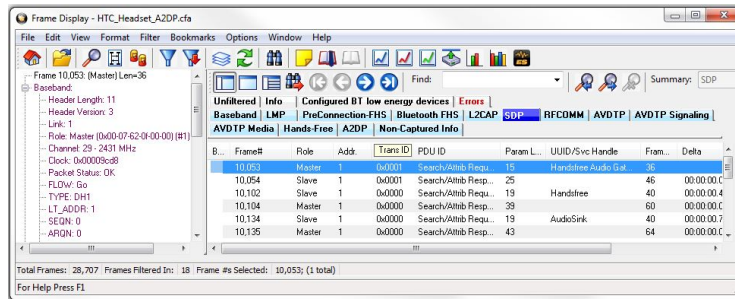 Frame Display - HTC_Headset_A2DP.cfa
File Edit View Format Filter Bookmarks Options Window Help
Frame 10,053: (Master) Len=36
Baseband:
Header Length: 11
Header Version: 3
Link: 1
Role: Master (0x00-07-62-0f-00-00) (#1)
Channel: 29 - 2431 MHz
Clock: 0x00009cd8
Packet Status: OK
FLOW: Go
TYPE: DH1
LT_ADDR: 1
SEQN: 0
ARQN: 0
Find: Summary: SDP
Unfiltered Info Configured BT low energy devices Errors
Baseband LMP PreConnection-FHS Bluetooth FHS L2CAP SDP RFCOMM AVDTP AVDTP Signaling
AVDTP Media Hands-Free A2DP Non-Captured Info
B... Frame# Role Addr. Trans ID PDU ID Param L... UUID/Svc Handle Fram... Delta
10,053 Master 1 0x0001 Search/Attrib Requ... 15 Handsfree Audio Gat... 36
10,054 Slave 1 0x0001 Search/Attrib Resp... 25 46 00:00:00.0
10,102 Slave 1 0x0000 Search/Attrib Requ... 19 Handsfree 40 00:00:00.4
10,104 Master 1 0x0000 Search/Attrib Resp... 39 60 00:00:00.0
10,134 Slave 1 0x0000 Search/Attrib Requ... 19 AudioSink 40 00:00:00.7
10,135 Master 1 0x0000 Search/Attrib Resp... 43 64 00:00:00.0
Total Frames: 28,707 Frames Filtered In: 18 Frame #s Selected: 10,053; (1 total)
For Help Press F1